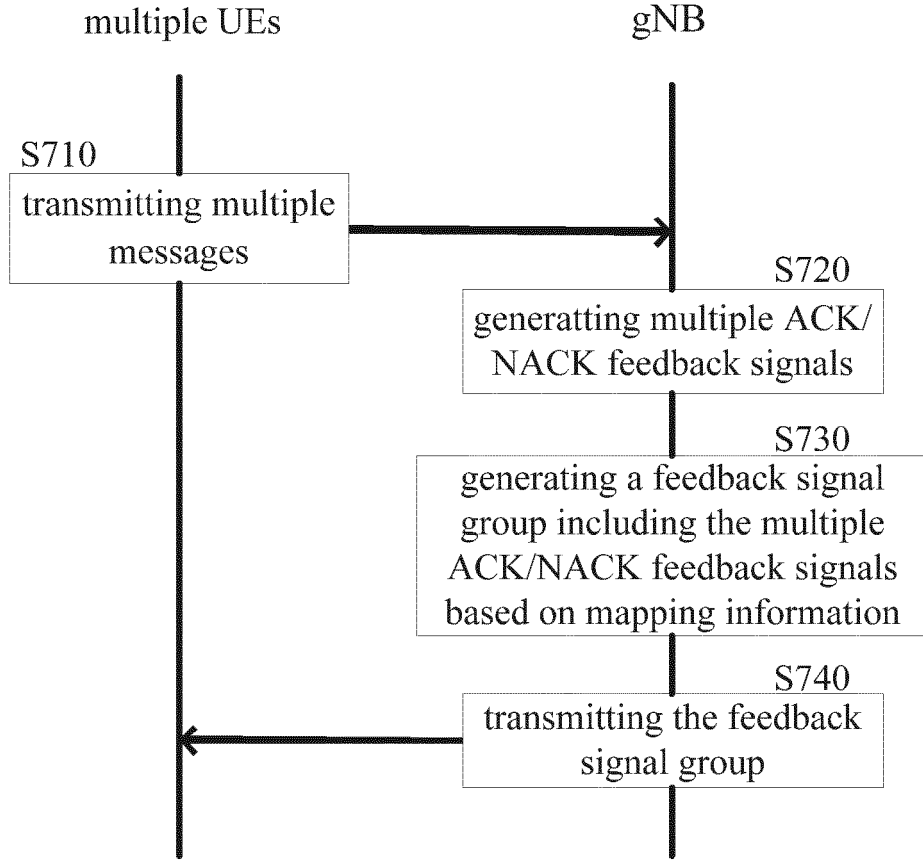 multiple UEs
gNB
S710
transmitting multiple
messages
S720
generatting multiple ACK/
NACK feedback signals
S730
generating a feedback signal
group including the multiple
ACK/NACK feedback signals
based on mapping information
S740
transmitting the feedback
signal group